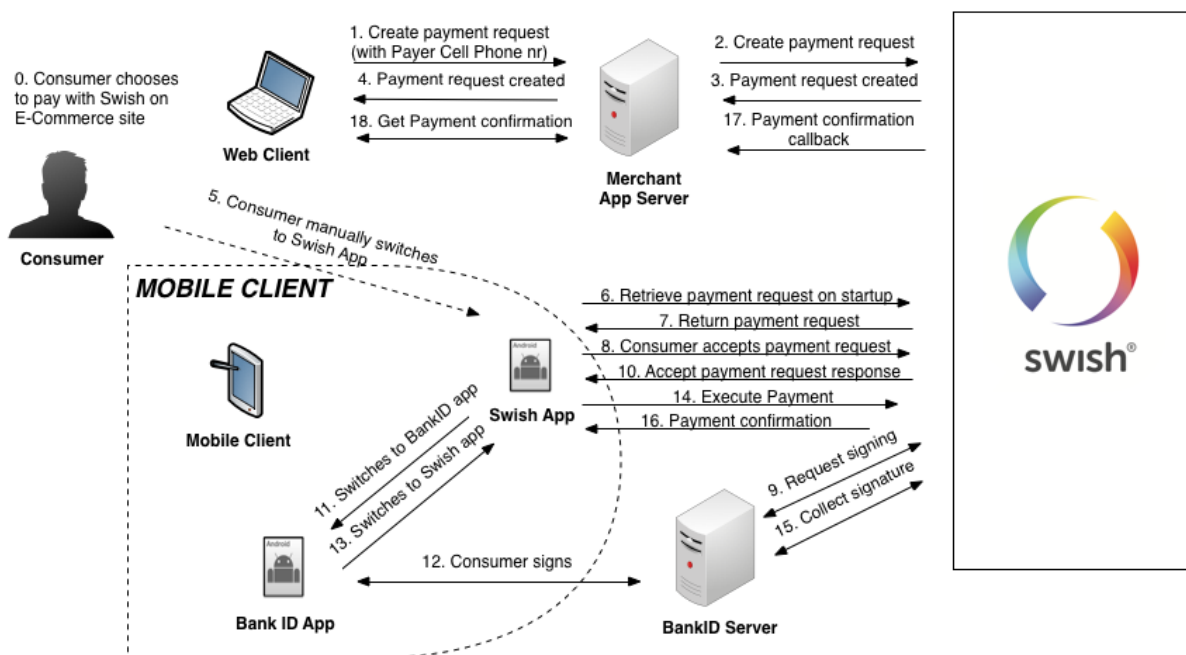 0. Consumer chooses
to pay with Swish on
E-Commerce site
Consumer
Web Client
1. Create payment request
(with Payer Cell Phone nr)
4. Payment request created
18. Get Payment confirmation
Merchant
App Server
2. Create payment request
3. Payment request created
17. Payment confirmation
callback
5. Consumer manually switches
to Swish App
MOBILE CLIENT
Mobile Client
Android
Swish App
6. Retrieve payment request on startup
7. Return payment request
8. Consumer accepts payment request
10. Accept payment request response
14. Execute Payment
16. Payment confirmation
9. Request signing
15. Collect signature
11. Switches to BankID app
13. Switches to Swish app
Android
Bank ID App
12. Consumer signs
BankID Server
swish®